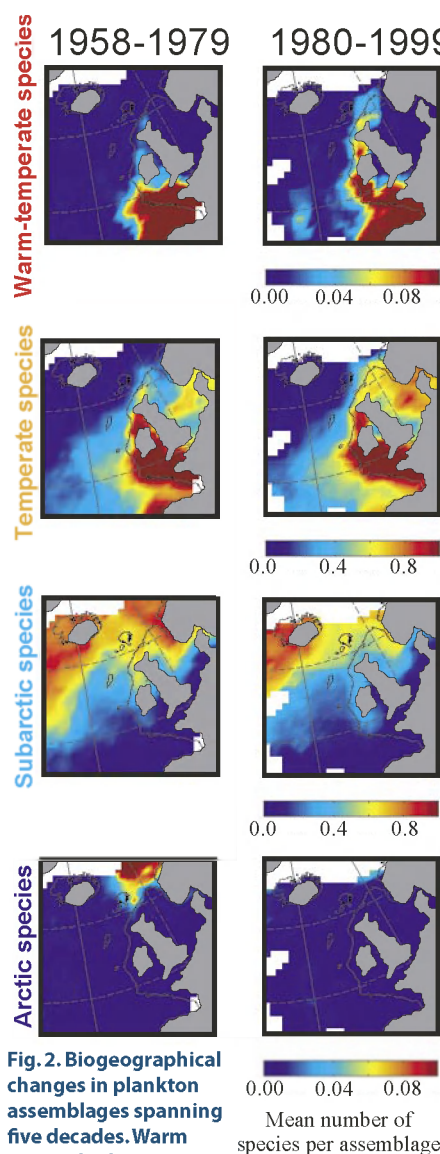 1958-1979 1980-1999
Warm-temperate species
0.00 0.04 0.08
Temperate species
0.0 0.4 0.8
Subarctic species
0.0 0.4 0.8
Arctic species
0.00 0.04 0.08
Mean number of
species per assemblage
Fig. 2. Biogeographical
changes in plankton
assemblages spanning
five decades. Warm